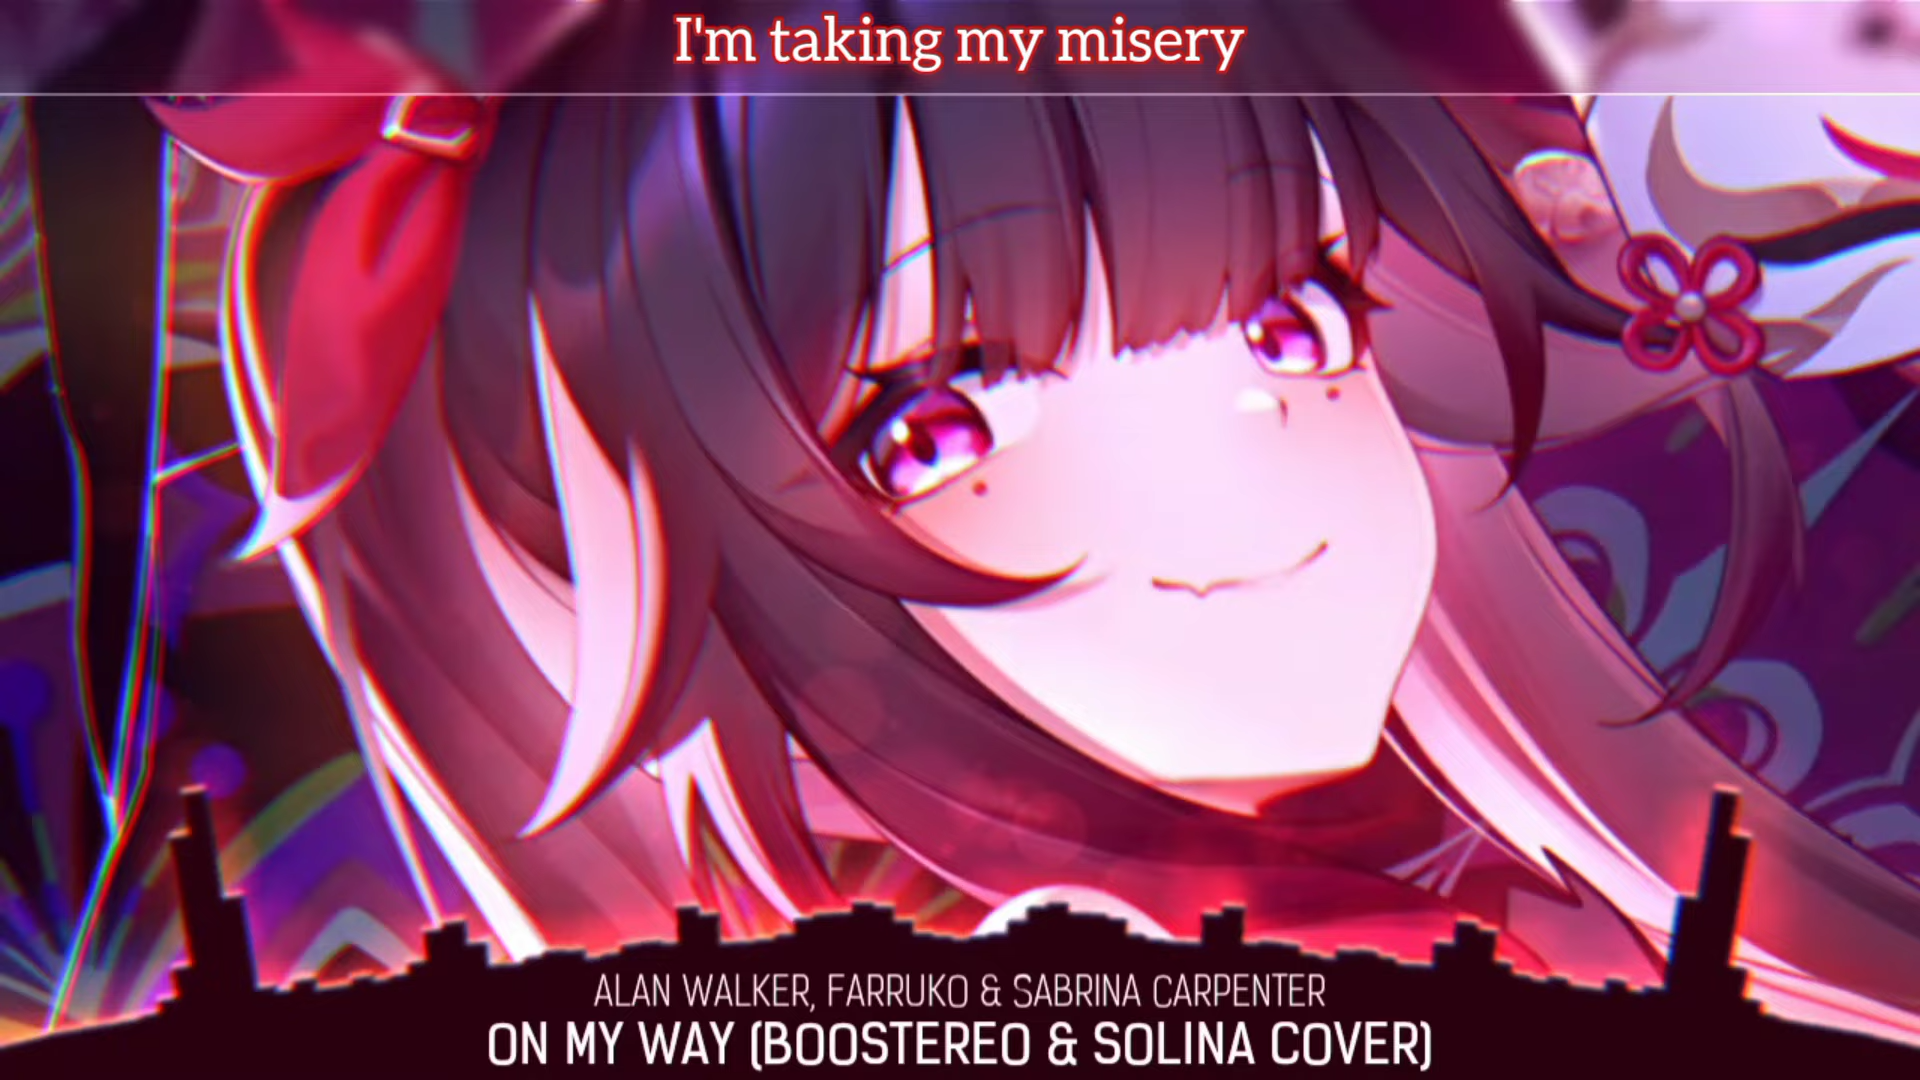 I'm taking my misery
ALAN WALKER, FARRUKO & SABRINA CARPENTER
ON MY WAY (BOOSTEREO & SOLINA COVER)